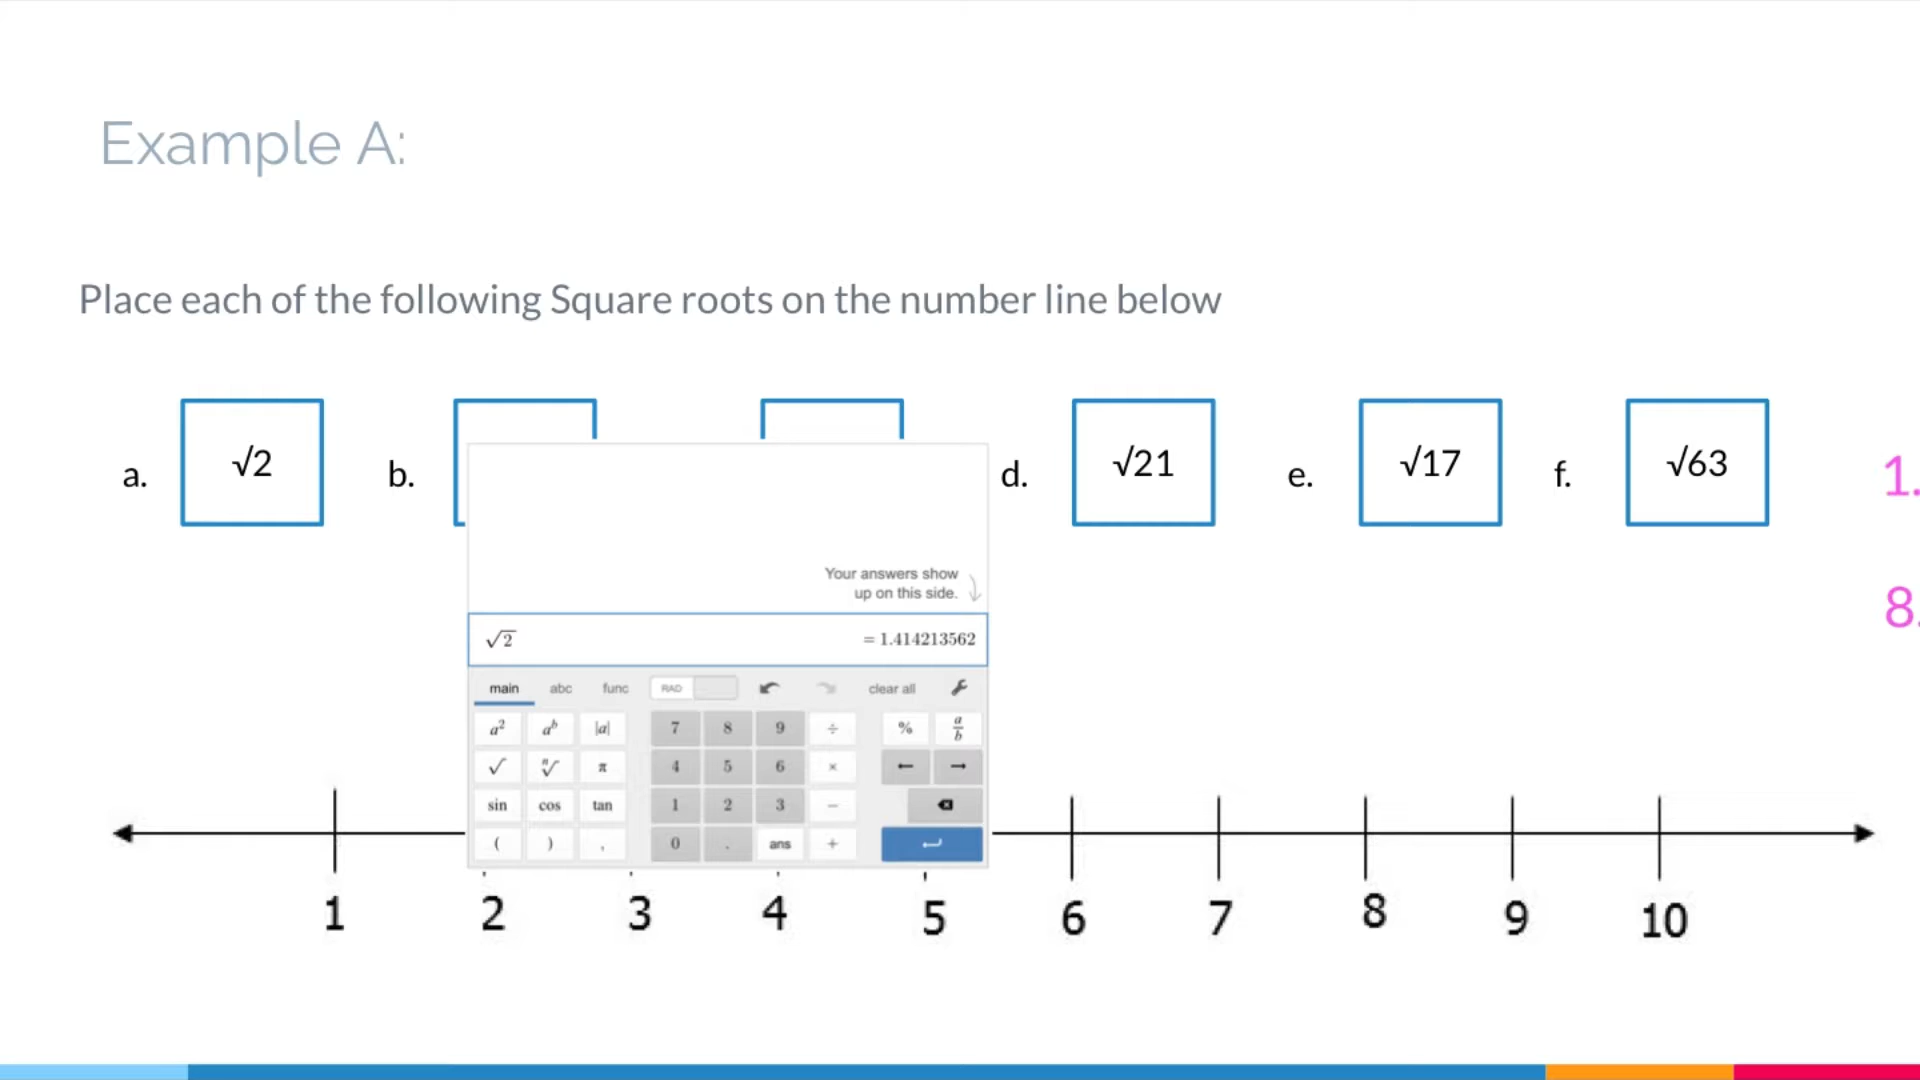 Example A:
Place each of the following Square roots on the number line below
a. √2 b. d. √21 e. √17 f. √63 1.
8.
Your answers show
up on this side.
√2 = 1.414213562
main abc func RAD clear all
a² aᵇ |a| 7 8 9 ÷ % a/b
√ ⁿ√ π 4 5 6 × ← →
sin cos tan 1 2 3 −
( ) , 0 . ans +
1 2 3 4 5 6 7 8 9 10